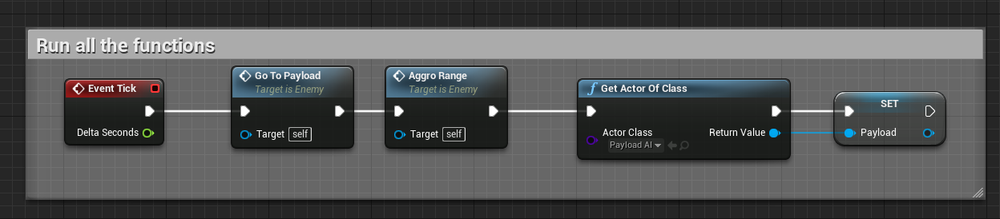 Run all the functions
Event Tick
Delta Seconds
Go To Payload
Target is Enemy
Target self
Aggro Range
Target is Enemy
Target self
f Get Actor Of Class
Actor Class
Payload AI
Return Value
SET
Payload